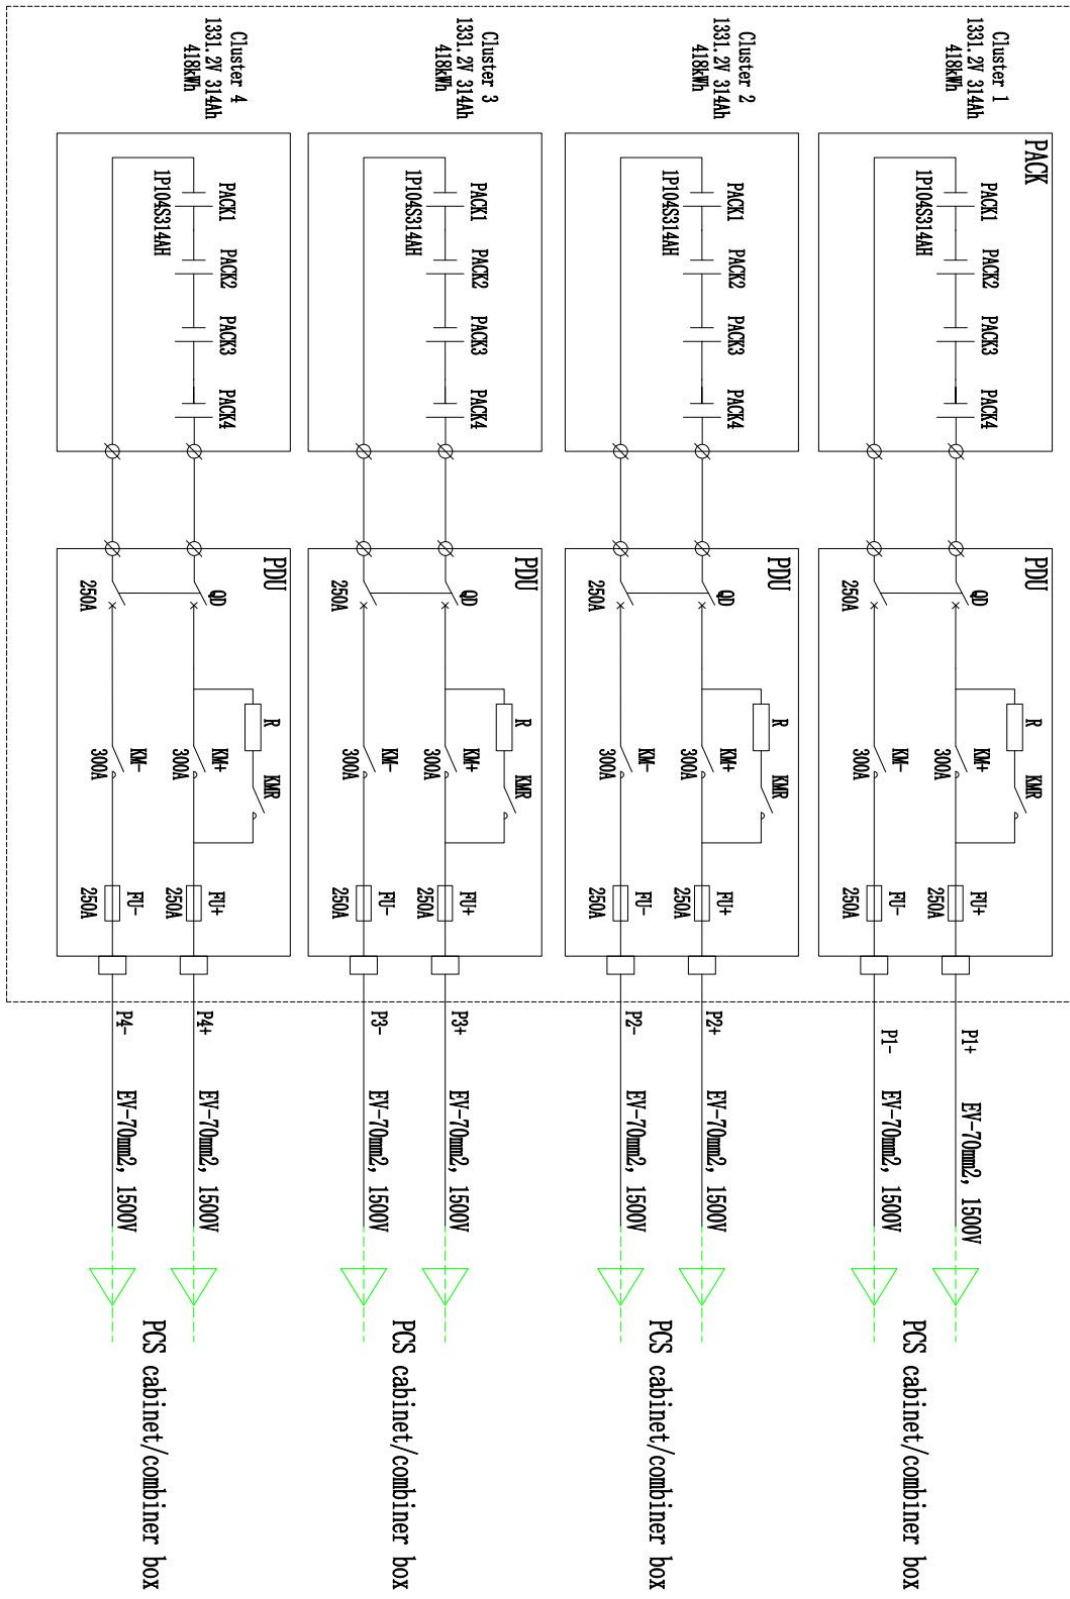 Cluster 1
1331.2V 314Ah
418kWh
PACK
PACK1
PACK2
PACK3
PACK4
1P104S314AH
PDU
QD
250A
R
KMR
KM+
300A
KM-
300A
FU+
250A
FU-
250A
P1+
EV-70mm2, 1500V
P1-
EV-70mm2, 1500V
PCS cabinet/combiner box
Cluster 2
1331.2V 314Ah
418kWh
PACK1
PACK2
PACK3
PACK4
1P104S314AH
PDU
QD
250A
R
KMR
KM+
300A
KM-
300A
FU+
250A
FU-
250A
P2+
EV-70mm2, 1500V
P2-
EV-70mm2, 1500V
PCS cabinet/combiner box
Cluster 3
1331.2V 314Ah
418kWh
PACK1
PACK2
PACK3
PACK4
1P104S314AH
PDU
QD
250A
R
KMR
KM+
300A
KM-
300A
FU+
250A
FU-
250A
P3+
EV-70mm2, 1500V
P3-
EV-70mm2, 1500V
PCS cabinet/combiner box
Cluster 4
1331.2V 314Ah
418kWh
PACK1
PACK2
PACK3
PACK4
1P104S314AH
PDU
QD
250A
R
KMR
KM+
300A
KM-
300A
FU+
250A
FU-
250A
P4+
EV-70mm2, 1500V
P4-
EV-70mm2, 1500V
PCS cabinet/combiner box